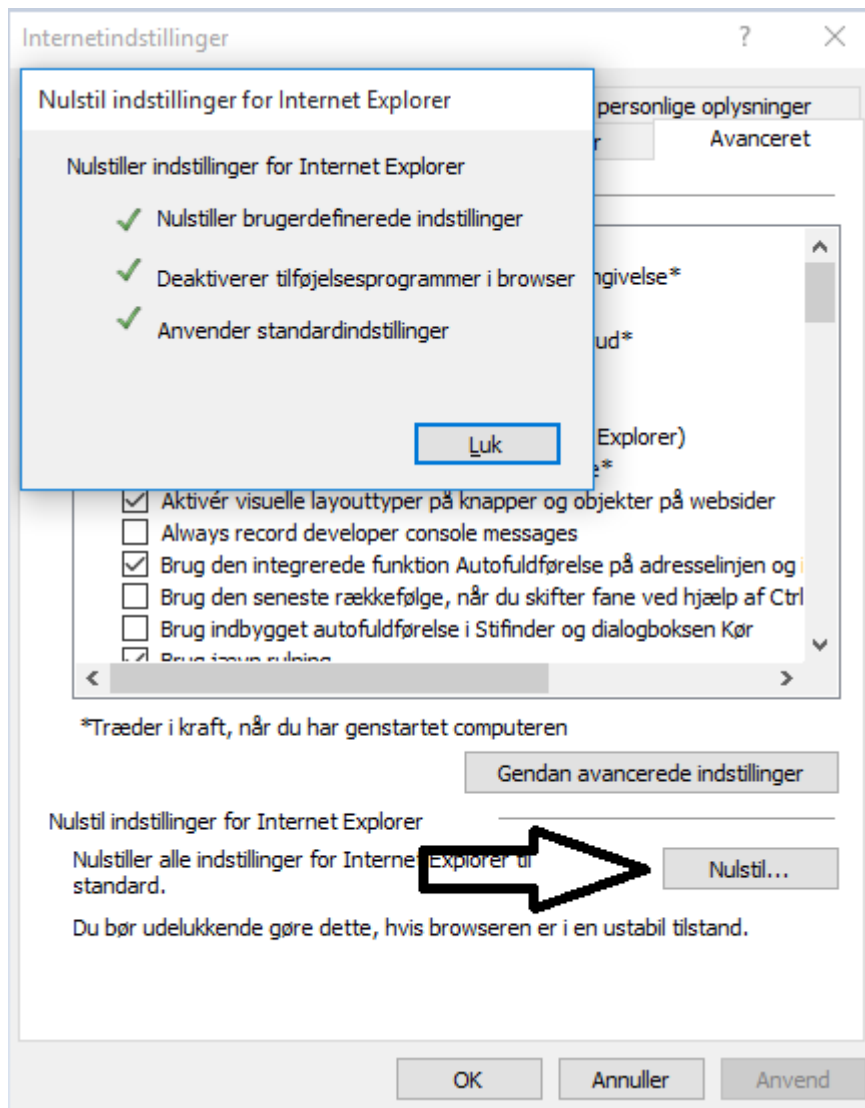 Internetindstillinger
Nulstil indstillinger for Internet Explorer
Nulstiller indstillinger for Internet Explorer
Nulstiller brugerdefinerede indstillinger
Deaktiverer tilføjelsesprogrammer i browser
Anvender standardindstillinger
Luk
personlige oplysninger
r
Avanceret
ngivelse*
ud*
Explorer)
e*
Aktivér visuelle layouttyper på knapper og objekter på websider
Always record developer console messages
Brug den integrerede funktion Autofuldførelse på adresselinjen og i
Brug den seneste rækkefølge, når du skifter fane ved hjælp af Ctrl
Brug indbygget autofuldførelse i Stifinder og dialogboksen Kør
Brug jævn rulning
*Træder i kraft, når du har genstartet computeren
Gendan avancerede indstillinger
Nulstil indstillinger for Internet Explorer
Nulstiller alle indstillinger for Internet Explorer til
standard.
Nulstil...
Du bør udelukkende gøre dette, hvis browseren er i en ustabil tilstand.
OK
Annuller
Anvend